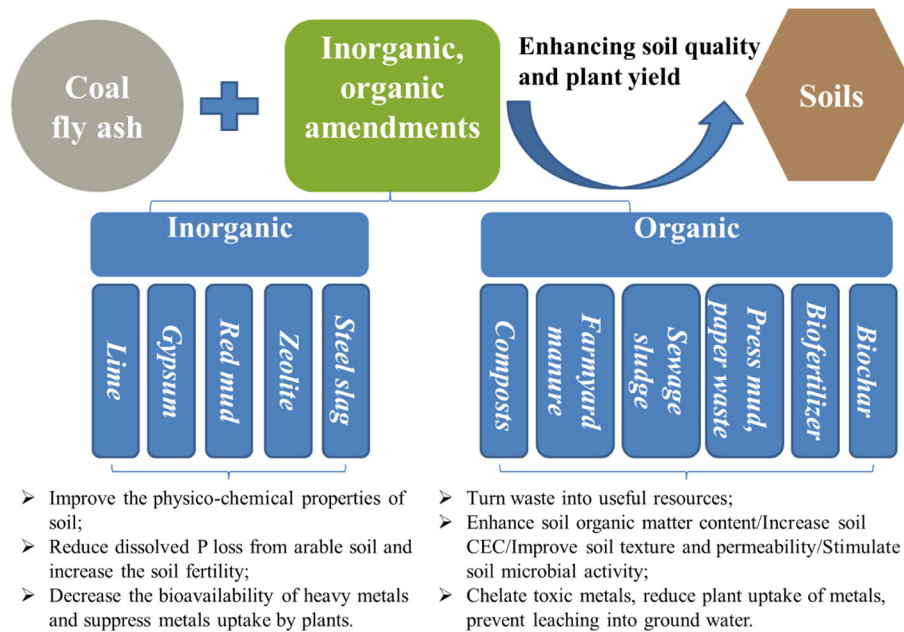 Coal
fly ash
Inorganic,
organic
amendments
Enhancing soil quality
and plant yield
Soils
Inorganic
Organic
Lime
Gypsum
Red mud
Zeolite
Steel slag
Composts
Farmyard
manure
Sewage
sludge
Press mud,
paper waste
Biofertilizer
Biochar
➢ Improve the physico-chemical properties of
soil;
➢ Reduce dissolved P loss from arable soil and
increase the soil fertility;
➢ Decrease the bioavailability of heavy metals
and suppress metals uptake by plants.
➢ Turn waste into useful resources;
➢ Enhance soil organic matter content/Increase soil
CEC/Improve soil texture and permeability/Stimulate
soil microbial activity;
➢ Chelate toxic metals, reduce plant uptake of metals,
prevent leaching into ground water.